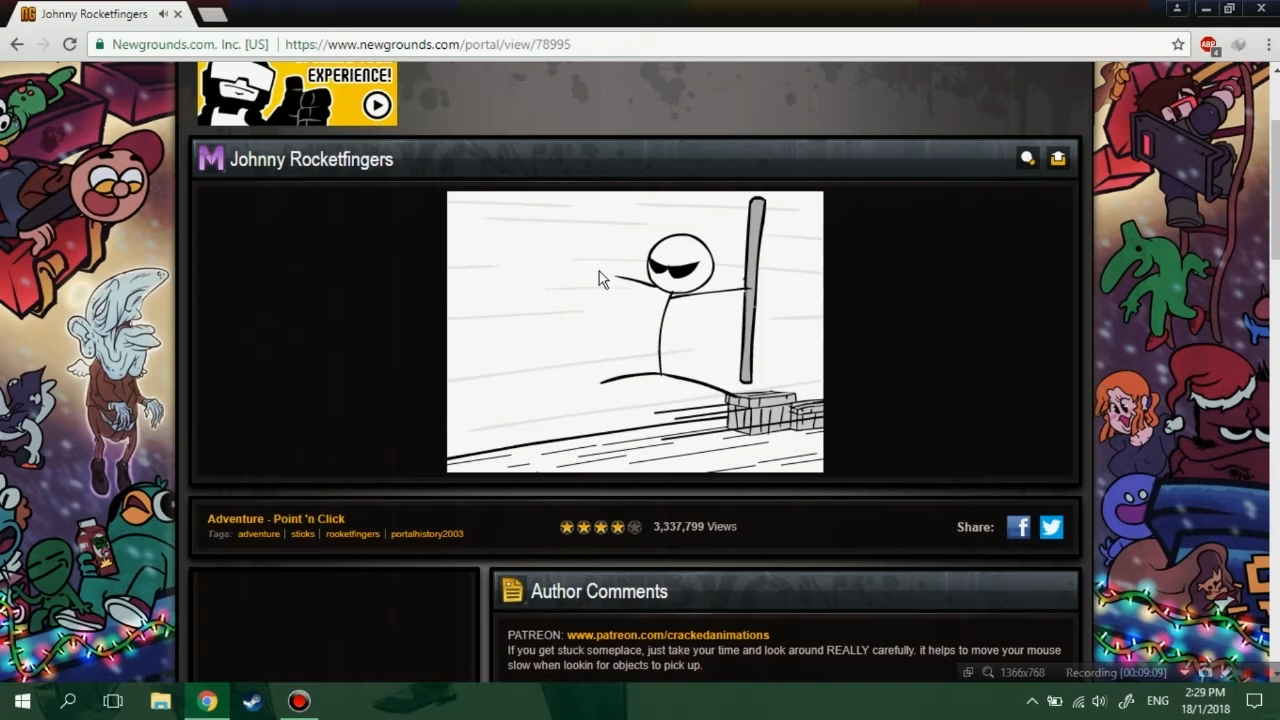 Johnny Rocketfingers
Newgrounds.com, Inc. [US]
https://www.newgrounds.com/portal/view/78995
ABP
4
EXPERIENCE!
M Johnny Rocketfingers
Adventure - Point 'n Click
Tags: adventure | sticks | rocketfingers | portalhistory2003
3,337,799 Views
Share:
Author Comments
PATREON: www.patreon.com/crackedanimations
If you get stuck someplace, just take your time and look around REALLY carefully. it helps to move your mouse
slow when lookin for objects to pick up.
1366x768
Recording [00:09:09]
ENG
2:29 PM
18/1/2018